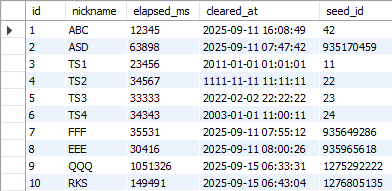 id nickname elapsed_ms cleared_at seed_id
1 ABC 12345 2025-09-11 16:08:49 42
2 ASD 63898 2025-09-11 07:47:42 935170459
3 TS1 23456 2011-01-01 01:01:01 11
4 TS2 34567 1111-11-11 11:11:11 22
5 TS3 33333 2022-02-02 22:22:22 23
6 TS4 34343 2003-01-01 11:00:11 24
7 FFF 35531 2025-09-11 07:55:12 935649286
8 EEE 30416 2025-09-11 08:00:26 935965618
9 QQQ 1051326 2025-09-15 06:33:31 1275292222
10 RKS 149491 2025-09-15 06:43:04 1276805135